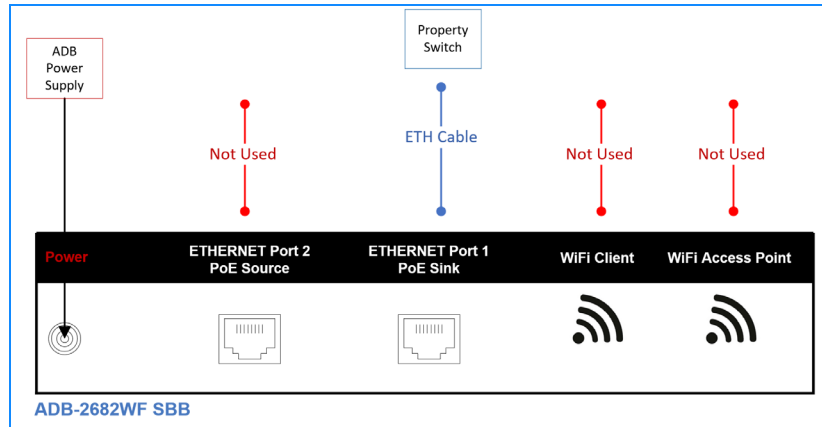 ADB
Power
Supply
Property
Switch
Not Used
ETH Cable
Not Used
Not Used
Power
ETHERNET Port 2
PoE Source
ETHERNET Port 1
PoE Sink
WiFi Client
WiFi Access Point
ADB-2682WF SBB